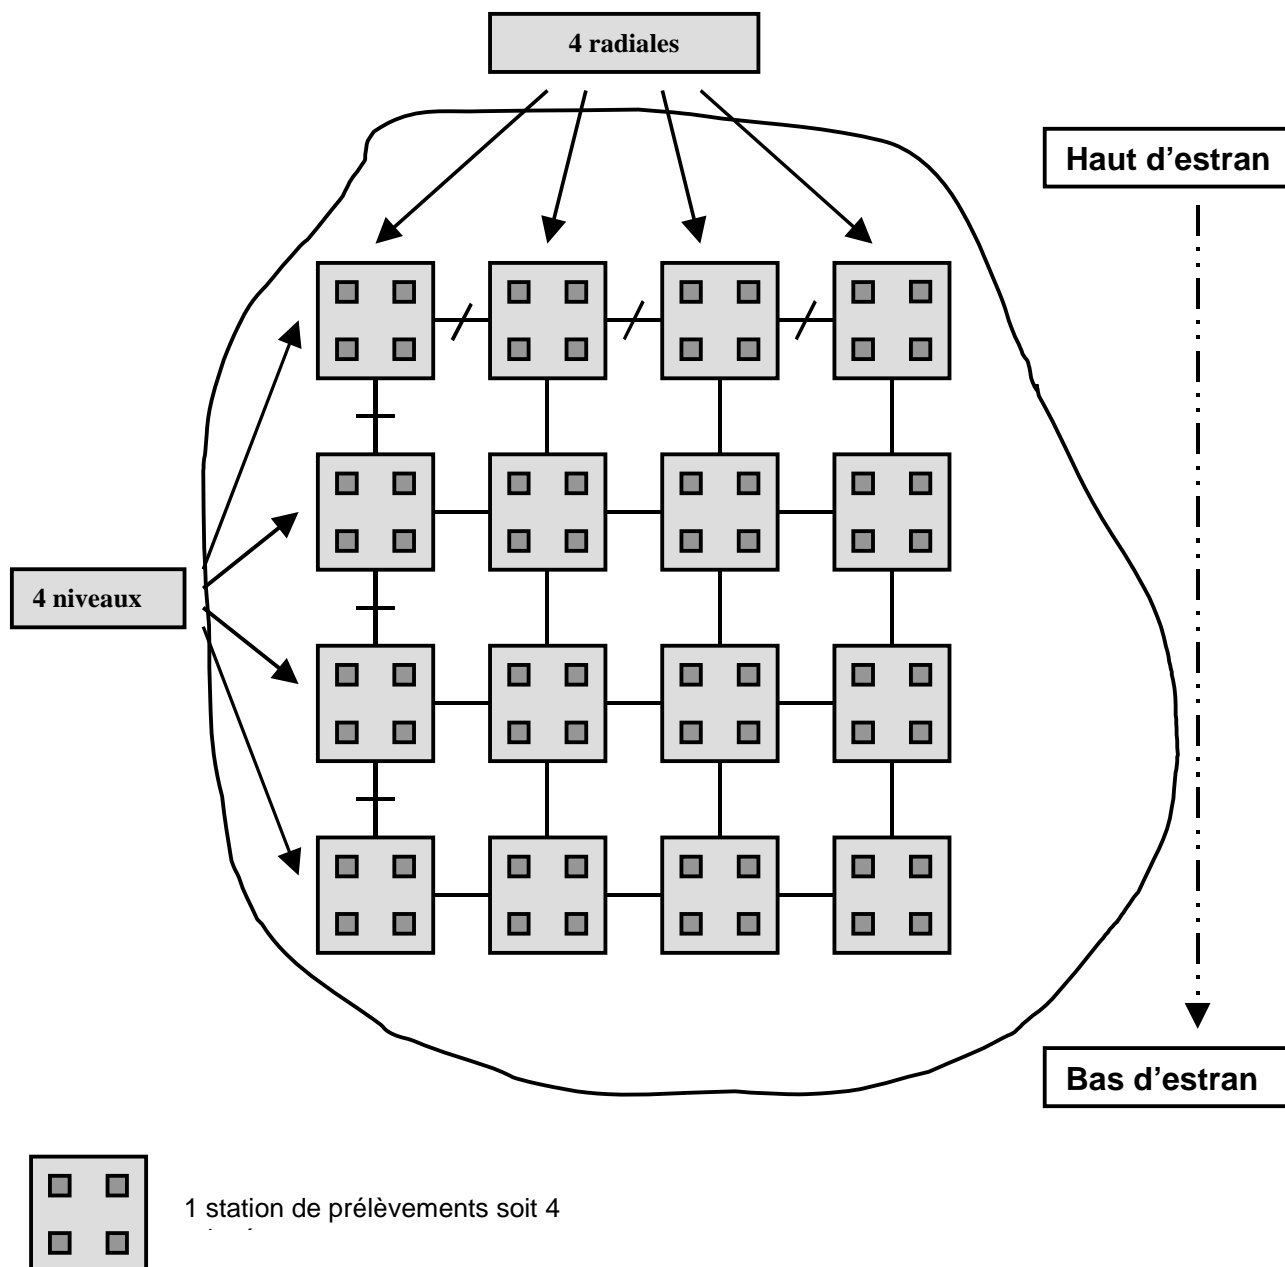 4 radiales
Haut d'estran
4 niveaux
Bas d'estran
1 station de prélèvements soit 4